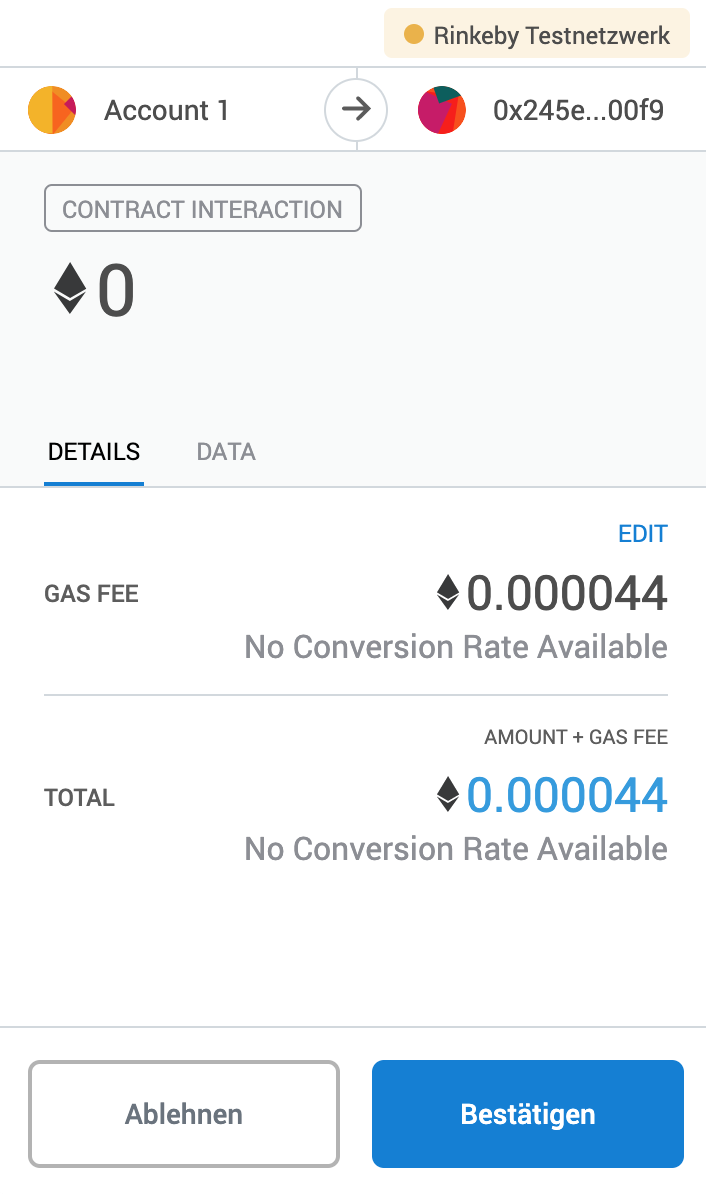 Rinkeby Testnetzwerk
Account 1
0x245e...00f9
CONTRACT INTERACTION
0
DETAILS
DATA
EDIT
GAS FEE
0.000044
No Conversion Rate Available
AMOUNT + GAS FEE
TOTAL
0.000044
No Conversion Rate Available
Ablehnen
Bestätigen